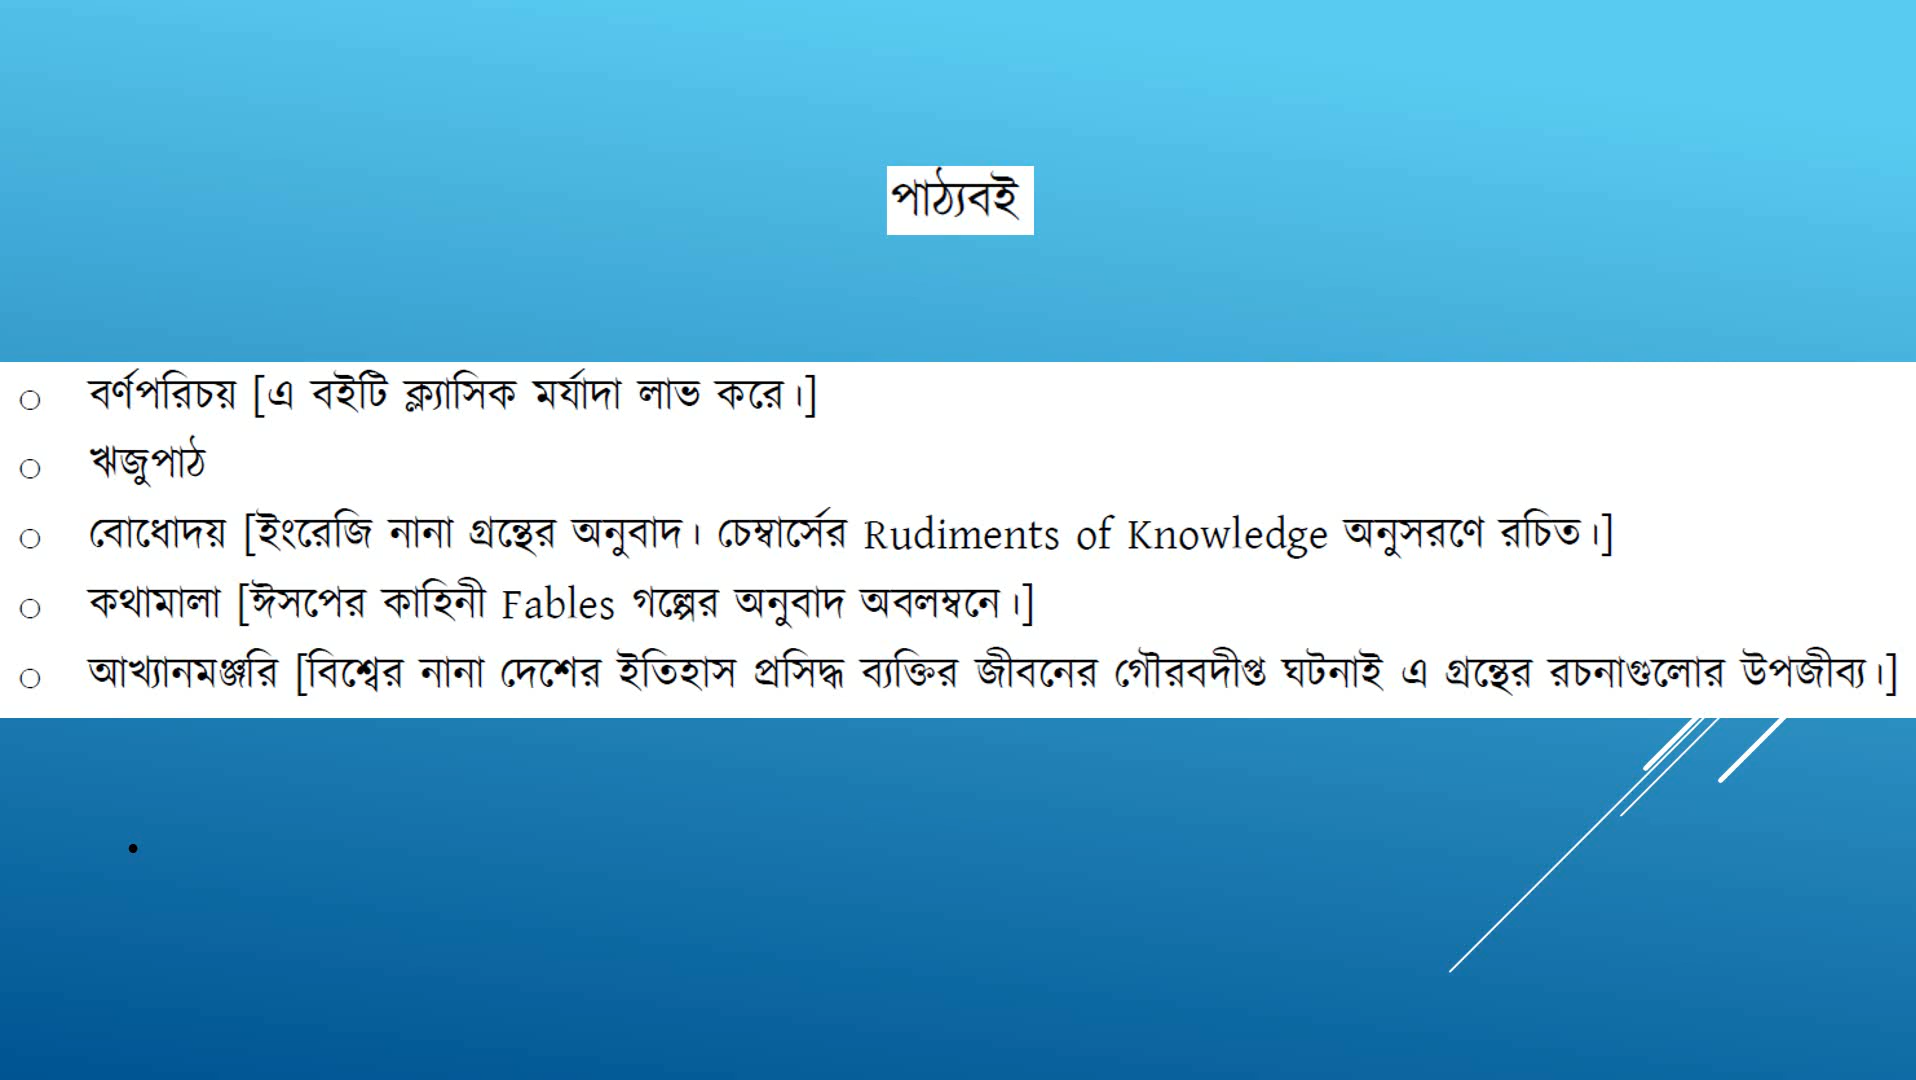 পাঠ্যবই
○ বর্ণপরিচয় [এ বইটি ক্ল্যাসিক মর্যাদা লাভ করে।]
○ ঋজুপাঠ
○ বোধোদয় [ইংরেজি নানা গ্রন্থের অনুবাদ। চেম্বার্সের Rudiments of Knowledge অনুসরণে রচিত।]
○ কথামালা [ঈসপের কাহিনী Fables গল্পের অনুবাদ অবলম্বনে।]
○ আখ্যানমঞ্জরি [বিশ্বের নানা দেশের ইতিহাস প্রসিদ্ধ ব্যক্তির জীবনের গৌরবদীপ্ত ঘটনাই এ গ্রন্থের রচনাগুলোর উপজীব্য।]